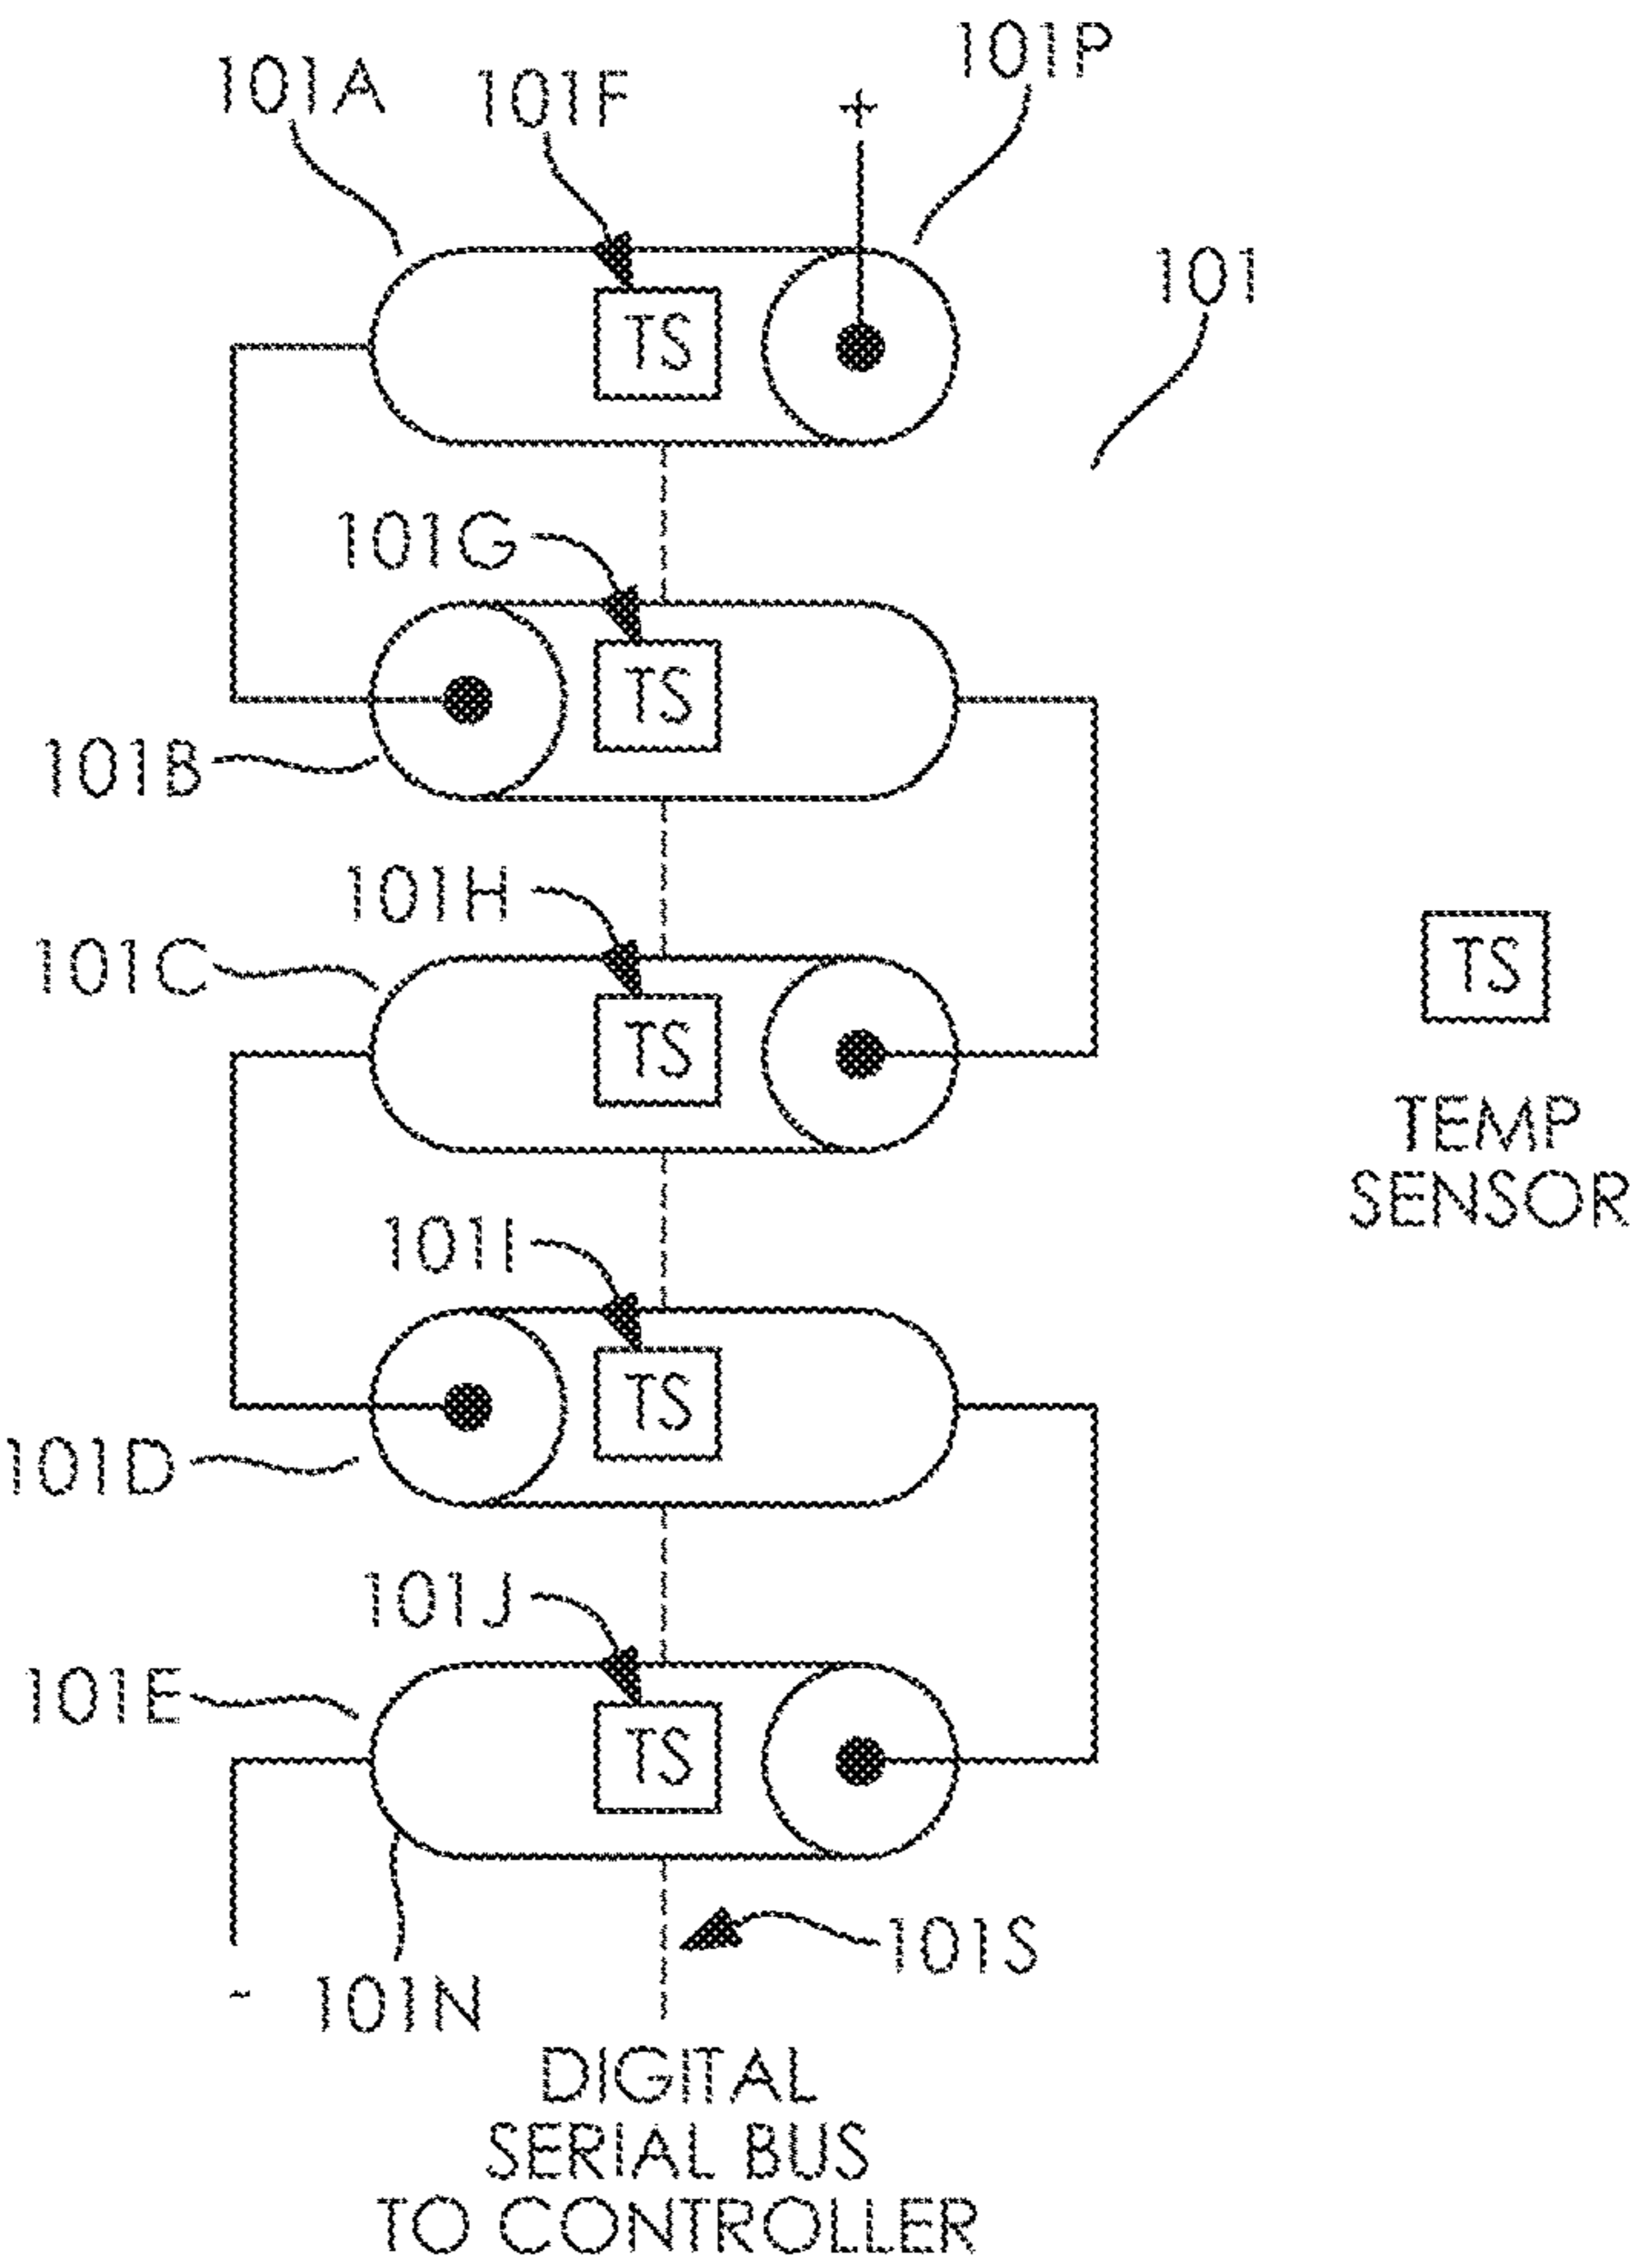 101A
101F
+
101P
101
TS
101G
TS
101B
101H
101C
TS
TS
TEMP
SENSOR
101I
TS
101D
101J
101E
TS
101S
-
101N
DIGITAL
SERIAL BUS
TO CONTROLLER